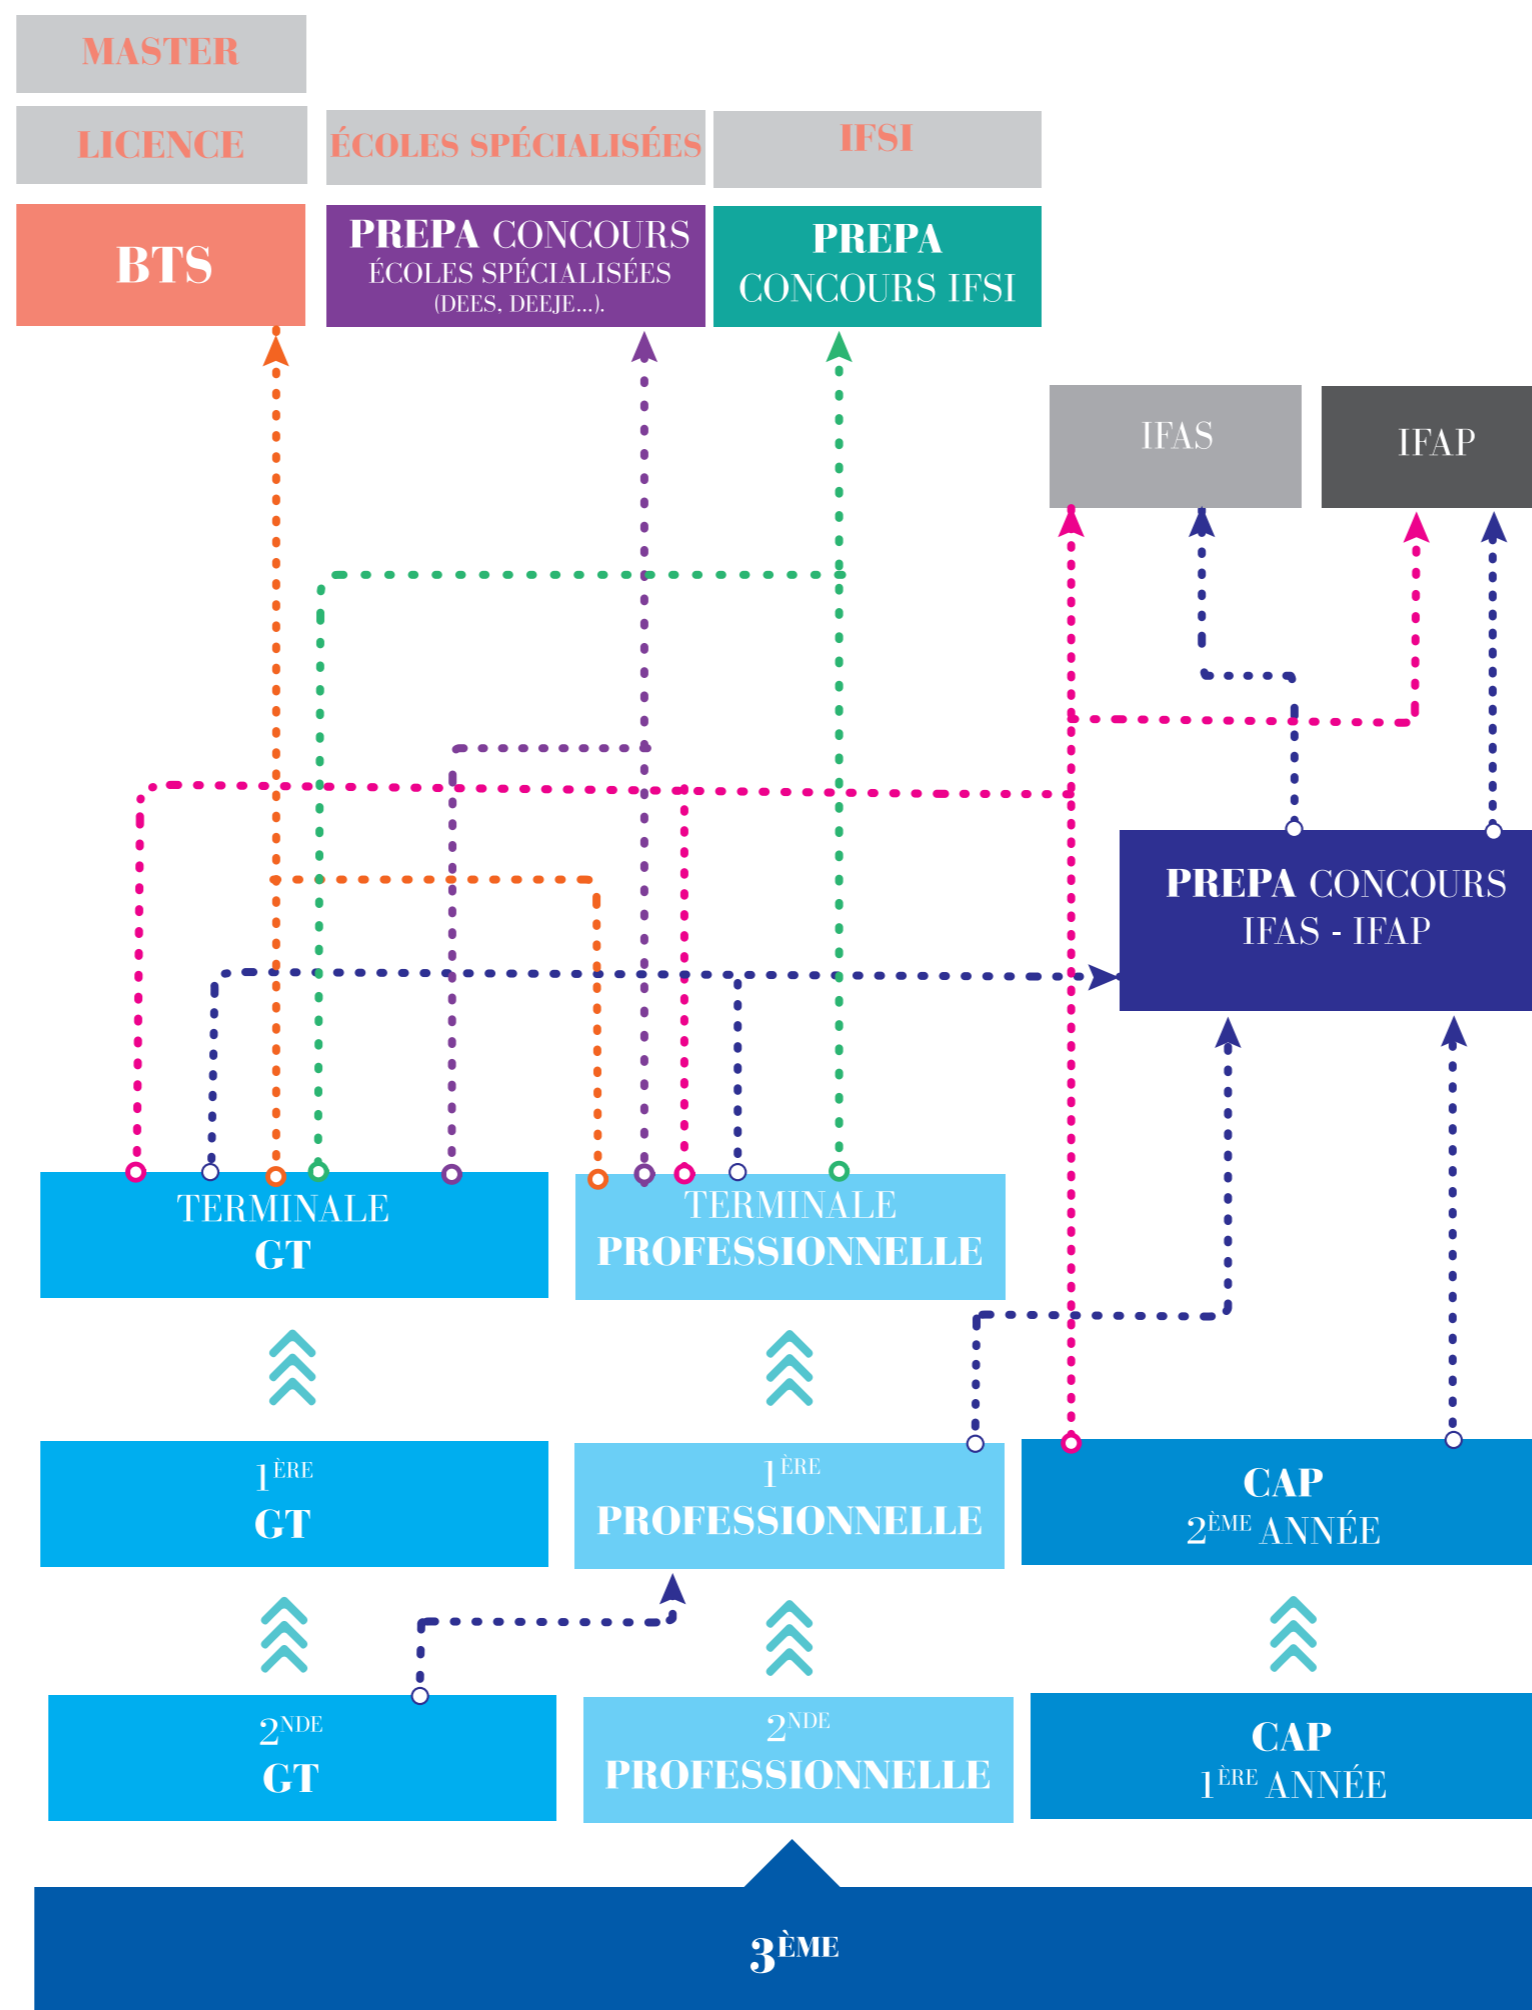 MASTER
LICENCE
ÉCOLES SPÉCIALISÉES
IFSI
BTS
PREPA CONCOURS
ÉCOLES SPÉCIALISÉES
(DEES, DEEJE...).
PREPA
CONCOURS IFSI
IFAS
IFAP
PREPA CONCOURS
IFAS - IFAP
TERMINALE
GT
TERMINALE
PROFESSIONNELLE
1ÈRE
GT
1ÈRE
PROFESSIONNELLE
CAP
2ÈME ANNÉE
2NDE
GT
2NDE
PROFESSIONNELLE
CAP
1ÈRE ANNÉE
3ÈME